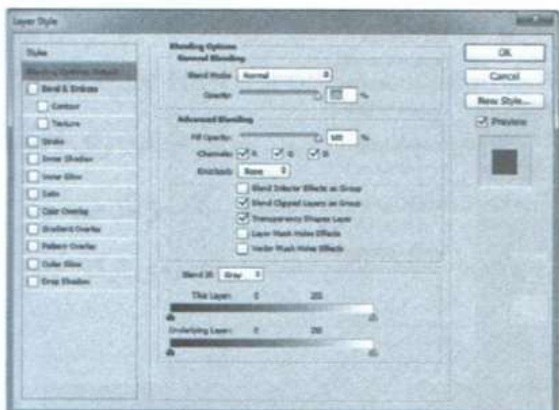 Layer Style
Styles
Blending Options: Default
Bevel & Emboss
Contour
Texture
Stroke
Inner Shadow
Inner Glow
Satin
Color Overlay
Gradient Overlay
Pattern Overlay
Outer Glow
Drop Shadow
Blending Options
General Blending
Blend Mode: Normal
Opacity: %
Advanced Blending
Fill Opacity: 100 %
Channels: R G B
Knockout: None
Blend Interior Effects as Group
Blend Clipped Layers as Group
Transparency Shapes Layer
Layer Mask Hides Effects
Vector Mask Hides Effects
Blend If: Gray
This Layer: 0 255
Underlying Layer: 0 255
OK
Cancel
New Style...
Preview